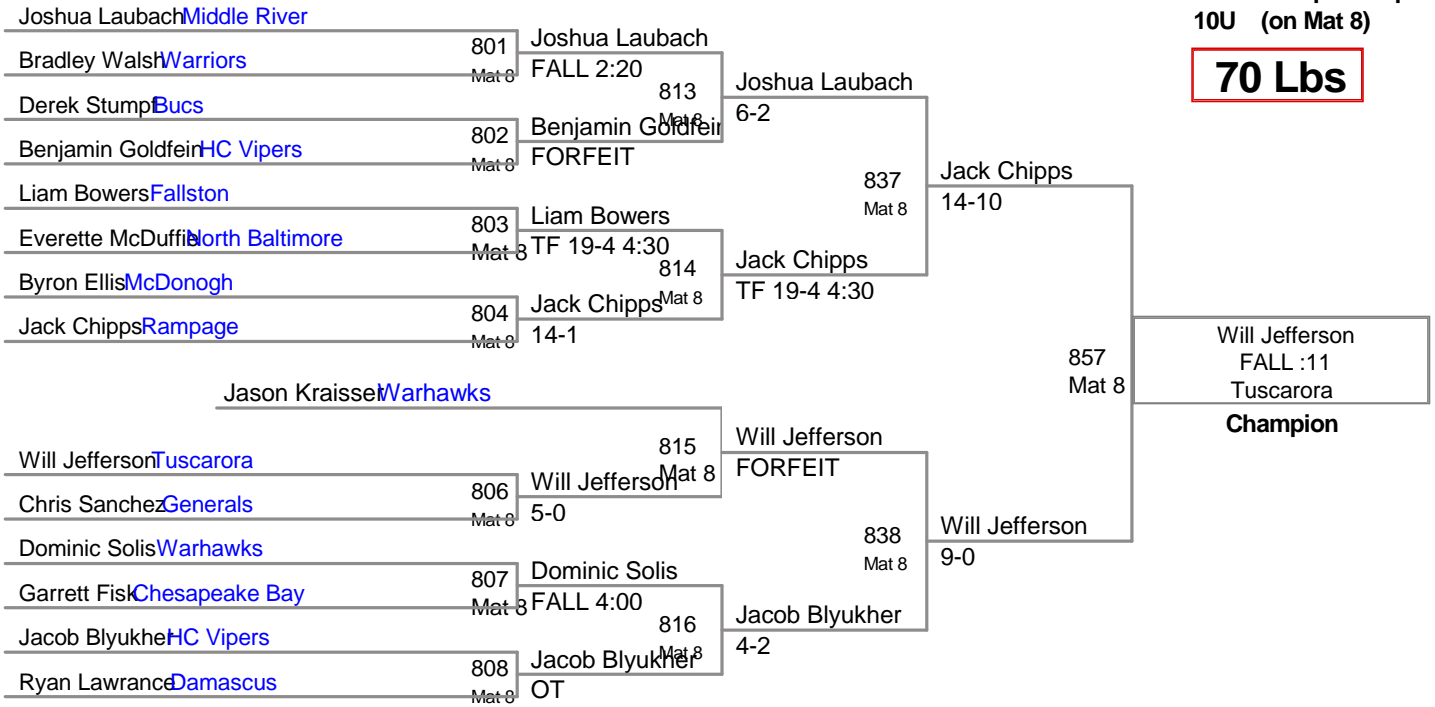 10U (on Mat 8)
70 Lbs
Joshua Laubach Middle River
Bradley Walsh Warriors
801
Mat 8
Joshua Laubach
FALL 2:20
Derek Stumpf Bucs
Benjamin Goldfein HC Vipers
802
Mat 8
Benjamin Goldfein
FORFEIT
813
Mat 8
Joshua Laubach
6-2
Liam Bowers Fallston
Everette McDuffie North Baltimore
803
Mat 8
Liam Bowers
TF 19-4 4:30
Byron Ellis McDonogh
Jack Chipps Rampage
804
Mat 8
Jack Chipps
14-1
814
Mat 8
Jack Chipps
TF 19-4 4:30
837
Mat 8
Jack Chipps
14-10
Jason Kraisser Warhawks
Will Jefferson Tuscarora
Chris Sanchez Generals
806
Mat 8
Will Jefferson
5-0
815
Mat 8
Will Jefferson
FORFEIT
Dominic Solis Warhawks
Garrett Fisk Chesapeake Bay
807
Mat 8
Dominic Solis
FALL 4:00
Jacob Blyukher HC Vipers
Ryan Lawrance Damascus
808
Mat 8
Jacob Blyukher
OT
816
Mat 8
Jacob Blyukher
4-2
838
Mat 8
Will Jefferson
9-0
857
Mat 8
Will Jefferson
FALL :11
Tuscarora
Champion